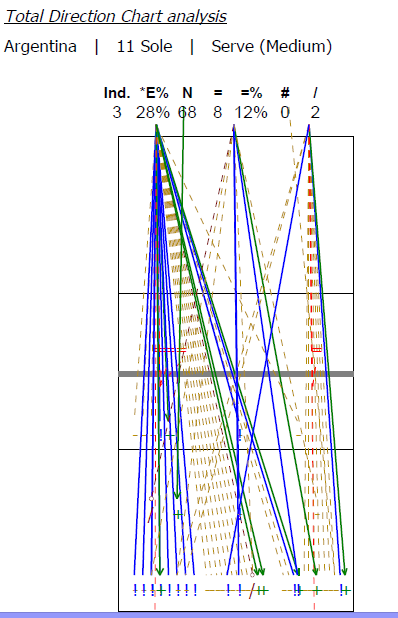 Total Direction Chart analysis
Argentina | 11 Sole | Serve (Medium)
Ind. *E% N = =% # /
3 28% 68 8 12% 0 2